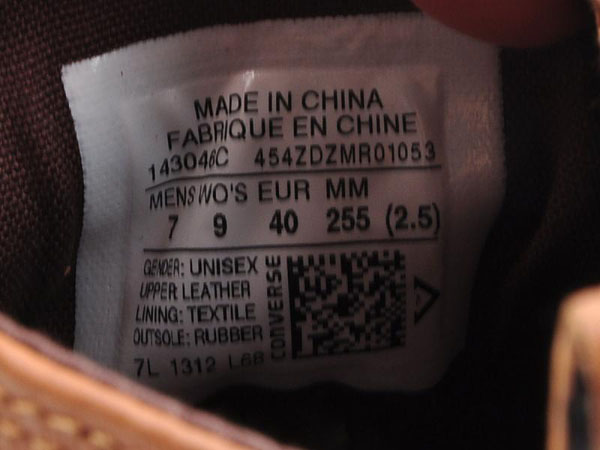 MADE IN CHINA
FABRIQUE EN CHINE
143046C 454ZDZMR01053
MENS WO'S EUR MM
7 9 40 255 (2.5)
GENDER: UNISEX
UPPER: LEATHER
LINING: TEXTILE
OUTSOLE: RUBBER
CONVERSE
7L 1312 L6B